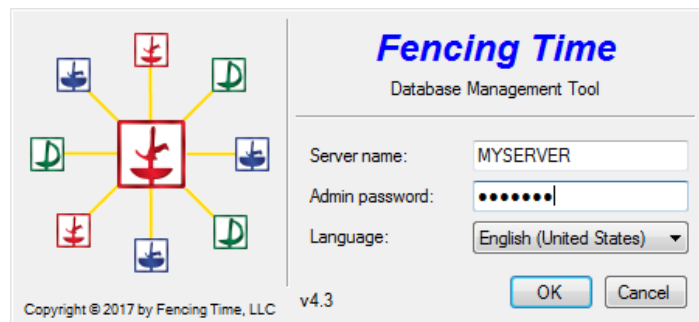 Fencing Time
Database Management Tool
Server name: MYSERVER
Admin password: •••••••
Language: English (United States)
v4.3 OK Cancel
Copyright © 2017 by Fencing Time, LLC